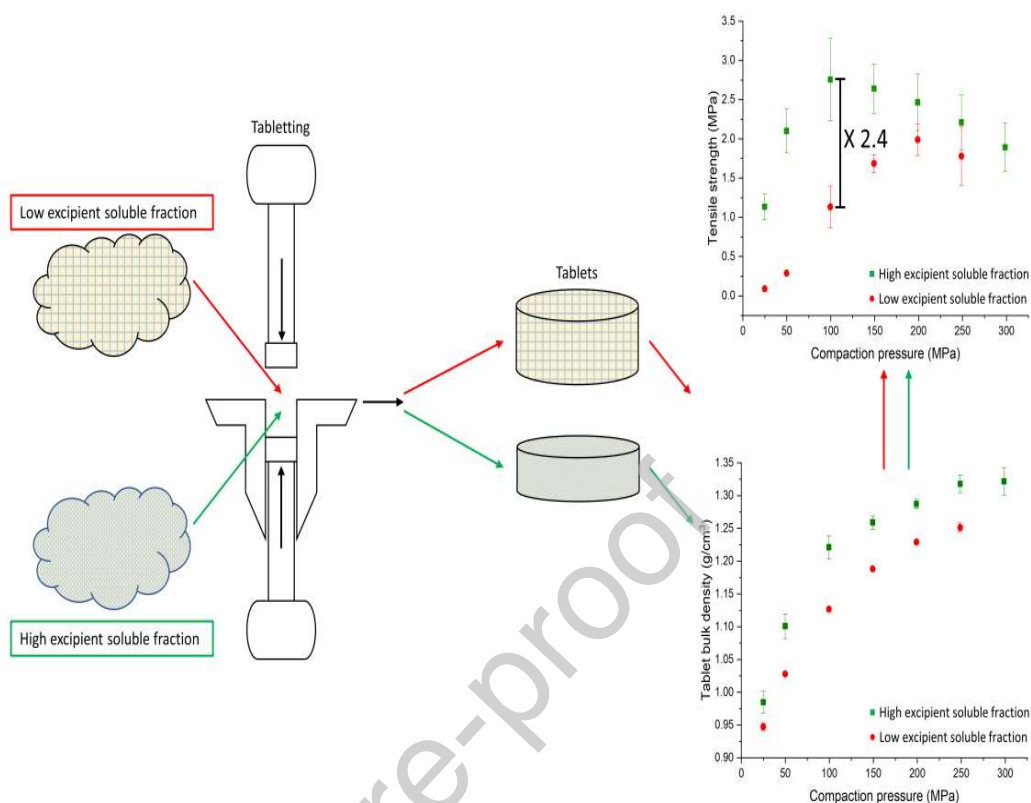 Tabletting
Low excipient soluble fraction
High excipient soluble fraction
Tablets
Tensile strength (MPa)
3.5
3.0
2.5
2.0
1.5
1.0
0.5
0.0
X 2.4
High excipient soluble fraction
Low excipient soluble fraction
0 50 100 150 200 250 300
Compaction pressure (MPa)
Tablet bulk density (g/cm³)
1.35
1.30
1.25
1.20
1.15
1.10
1.05
1.00
0.95
0.90
High excipient soluble fraction
Low excipient soluble fraction
0 50 100 150 200 250 300
Compaction pressure (MPa)
re-proof